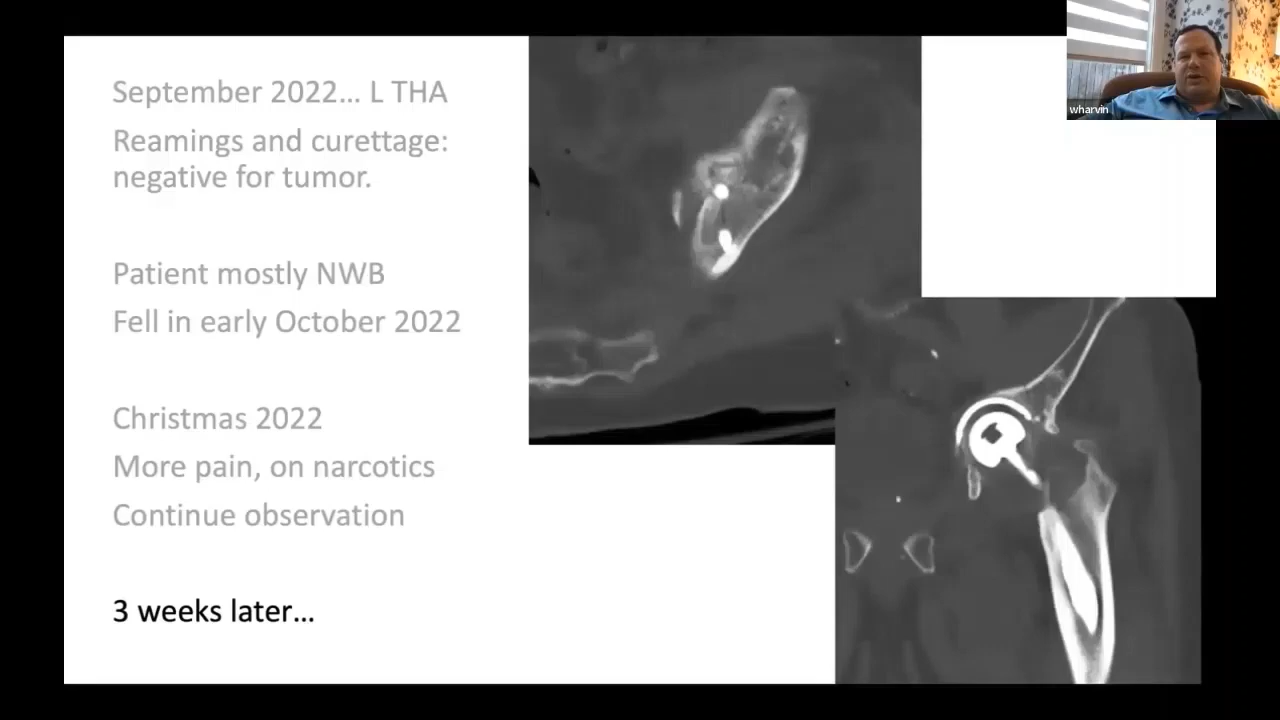 September 2022... L THA
Reamings and curettage:
negative for tumor.
Patient mostly NWB
Fell in early October 2022
Christmas 2022
More pain, on narcotics
Continue observation
3 weeks later...
wharvin